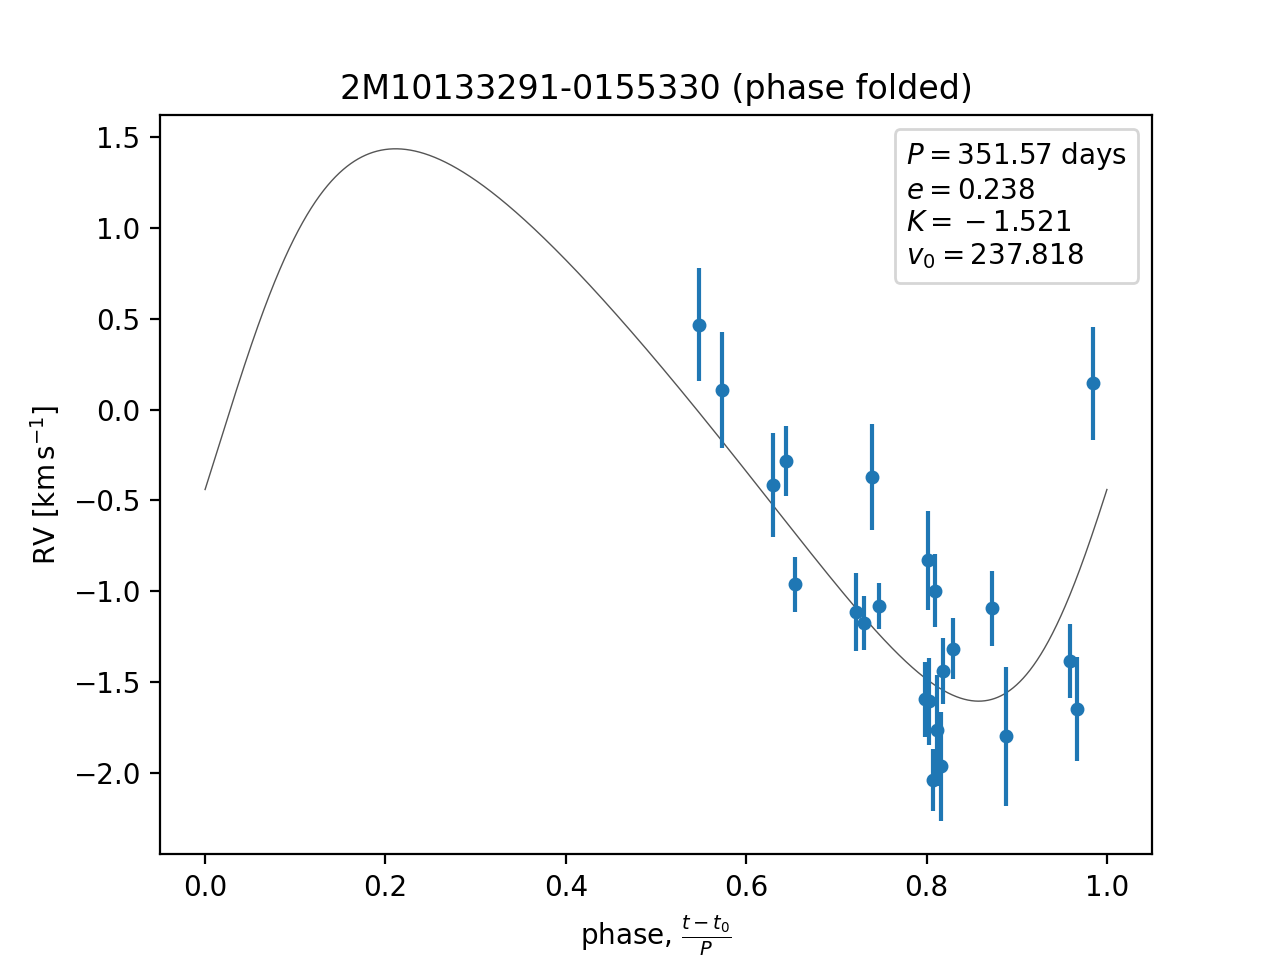 2M10133291-0155330 (phase folded)
P = 351.57 days
e = 0.238
K = −1.521
v₀ = 237.818
1.5
1.0
0.5
0.0
−0.5
−1.0
−1.5
−2.0
RV [km s⁻¹]
0.0 0.2 0.4 0.6 0.8 1.0
phase, (t − t₀)/P